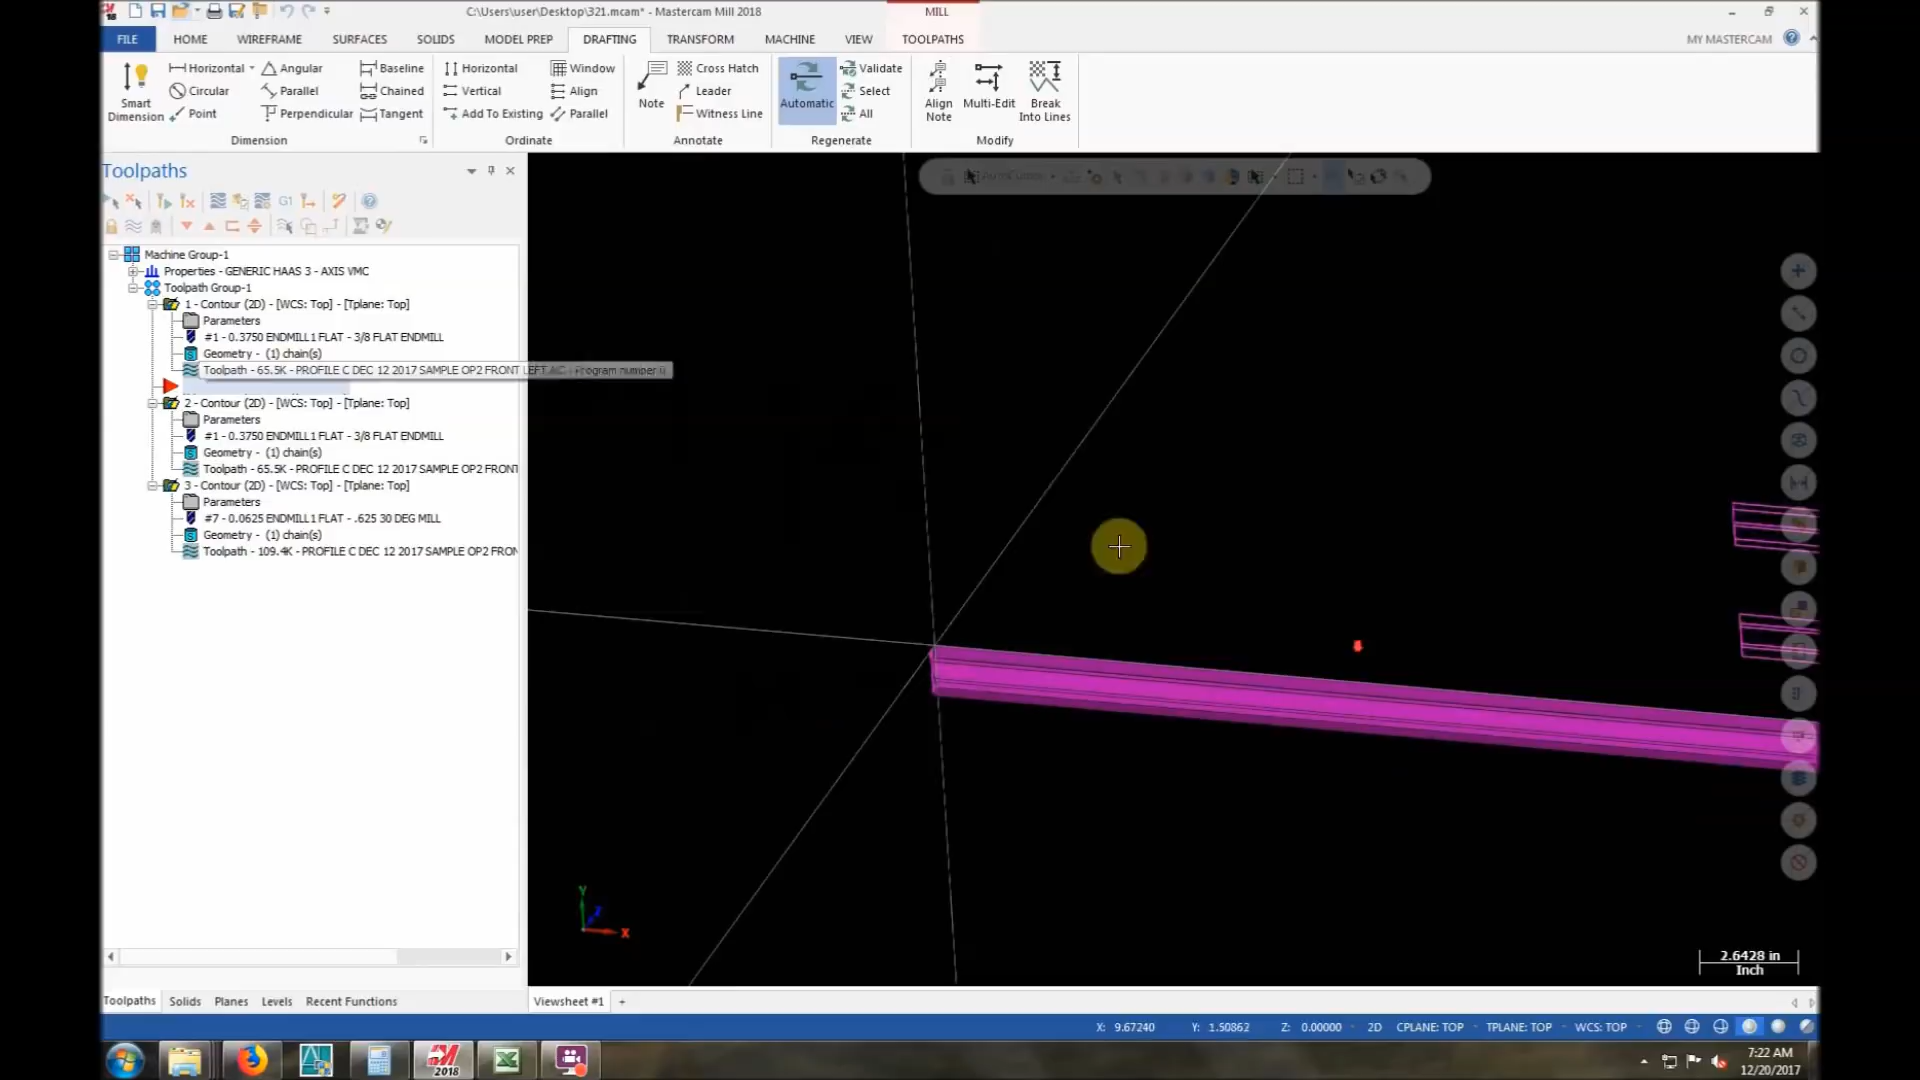 C:\Users\user\Desktop\321.mcam* - Mastercam Mill 2018
MILL
FILE HOME WIREFRAME SURFACES SOLIDS MODEL PREP DRAFTING TRANSFORM MACHINE VIEW TOOLPATHS MY MASTERCAM
Smart Dimension
Horizontal Angular Baseline
Circular Parallel Chained
Point Perpendicular Tangent
Dimension
Horizontal Window
Vertical Align
Add To Existing Parallel
Ordinate
Note
Cross Hatch
Leader
Witness Line
Annotate
Automatic
Validate
Select
All
Regenerate
Align Note
Multi-Edit
Break Into Lines
Modify
Toolpaths
G1
Machine Group-1
Properties - GENERIC HAAS 3 - AXIS VMC
Toolpath Group-1
1 - Contour (2D) - [WCS: Top] - [Tplane: Top]
Parameters
#1 - 0.3750 ENDMILL1 FLAT - 3/8 FLAT ENDMILL
Geometry - (1) chain(s)
Toolpath - 65.5K - PROFILE C DEC 12 2017 SAMPLE OP2 FRONT LEFT.NC - Program number 0
2 - Contour (2D) - [WCS: Top] - [Tplane: Top]
Parameters
#1 - 0.3750 ENDMILL1 FLAT - 3/8 FLAT ENDMILL
Geometry - (1) chain(s)
Toolpath - 65.5K - PROFILE C DEC 12 2017 SAMPLE OP2 FRONT
3 - Contour (2D) - [WCS: Top] - [Tplane: Top]
Parameters
#7 - 0.0625 ENDMILL1 FLAT - .625 30 DEG MILL
Geometry - (1) chain(s)
Toolpath - 109.4K - PROFILE C DEC 12 2017 SAMPLE OP2 FRON
Y
Z
X
2.6428 in
Inch
Toolpaths Solids Planes Levels Recent Functions Viewsheet #1 +
X: 9.67240 Y: 1.50862 Z: 0.00000 2D CPLANE: TOP TPLANE: TOP WCS: TOP
2018
7:22 AM
12/20/2017